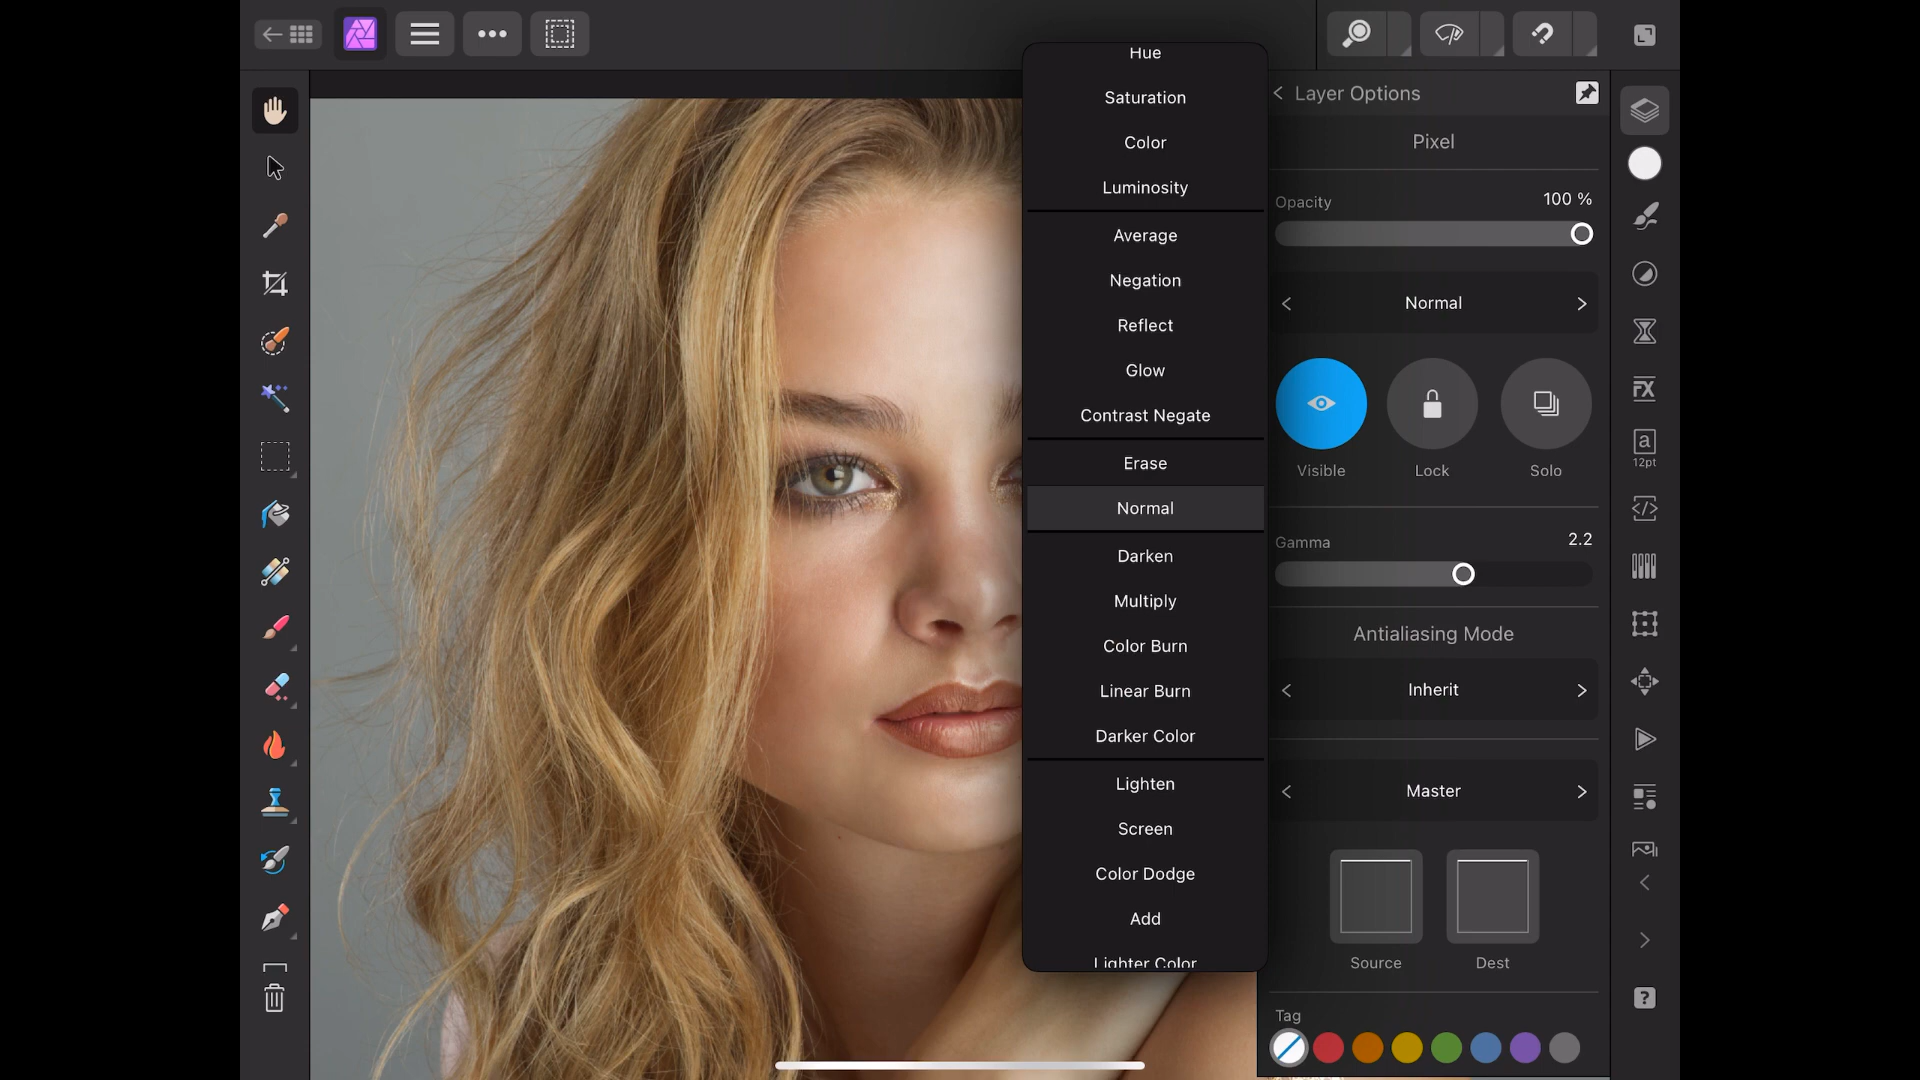 Hue
Saturation
Color
Luminosity
Average
Negation
Reflect
Glow
Contrast Negate
Erase
Normal
Darken
Multiply
Color Burn
Linear Burn
Darker Color
Lighten
Screen
Color Dodge
Add
Lighter Color
Layer Options
Pixel
Opacity 100 %
Normal
Visible Lock Solo
Gamma 2.2
Antialiasing Mode
Inherit
Master
Source Dest
Tag
FX
a
12pt
?